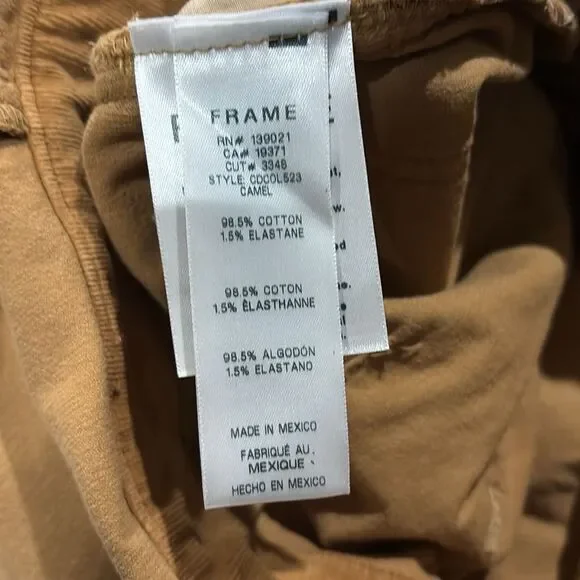 FRAME
RN# 139021
CA# 19371
CUT# 3348
STYLE: CDCOL523
CAMEL
98.5% COTTON
1.5% ELASTANE
98.5% COTON
1.5% ÉLASTHANNE
98.5% ALGODÓN
1.5% ELASTANO
MADE IN MEXICO
FABRIQUÉ AU
MEXIQUE
HECHO EN MEXICO